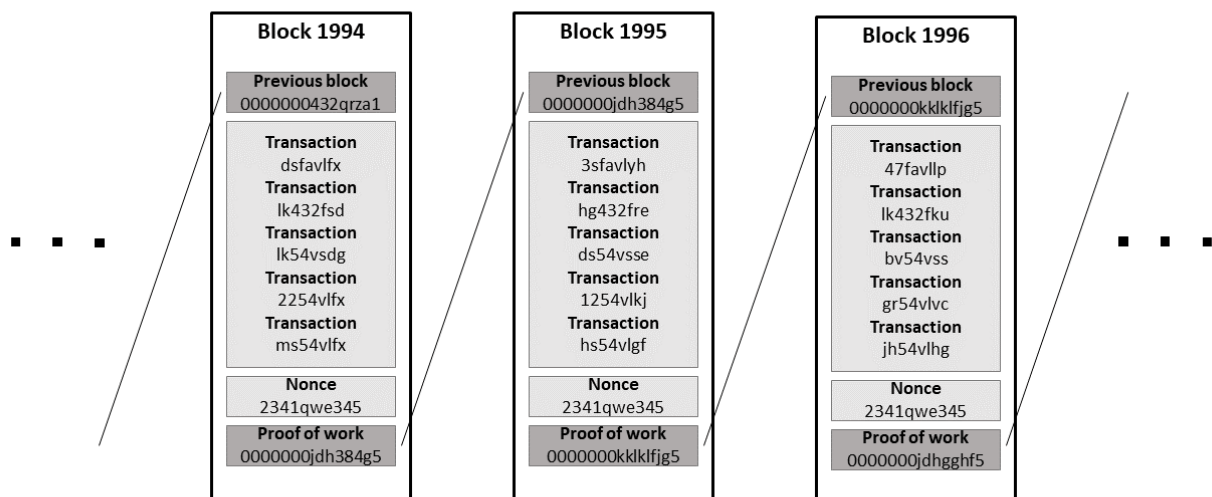 Block 1994
Previous block
0000000432qrza1
Transaction
dsfavlfx
Transaction
lk432fsd
Transaction
lk54vsdg
Transaction
2254vlfx
Transaction
ms54vlfx
Nonce
2341qwe345
Proof of work
0000000jdh384g5
Block 1995
Previous block
0000000jdh384g5
Transaction
3sfavlyh
Transaction
hg432fre
Transaction
ds54vsse
Transaction
1254vlkj
Transaction
hs54vlgf
Nonce
2341qwe345
Proof of work
0000000kklklfjg5
Block 1996
Previous block
0000000kklklfjg5
Transaction
47favllp
Transaction
lk432fku
Transaction
bv54vss
Transaction
gr54vlvc
Transaction
jh54vlhg
Nonce
2341qwe345
Proof of work
0000000jdhgghf5